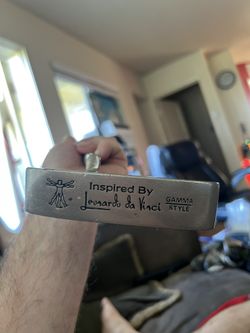 Inspired By
Leonardo da Vinci
GAMMA
STYLE